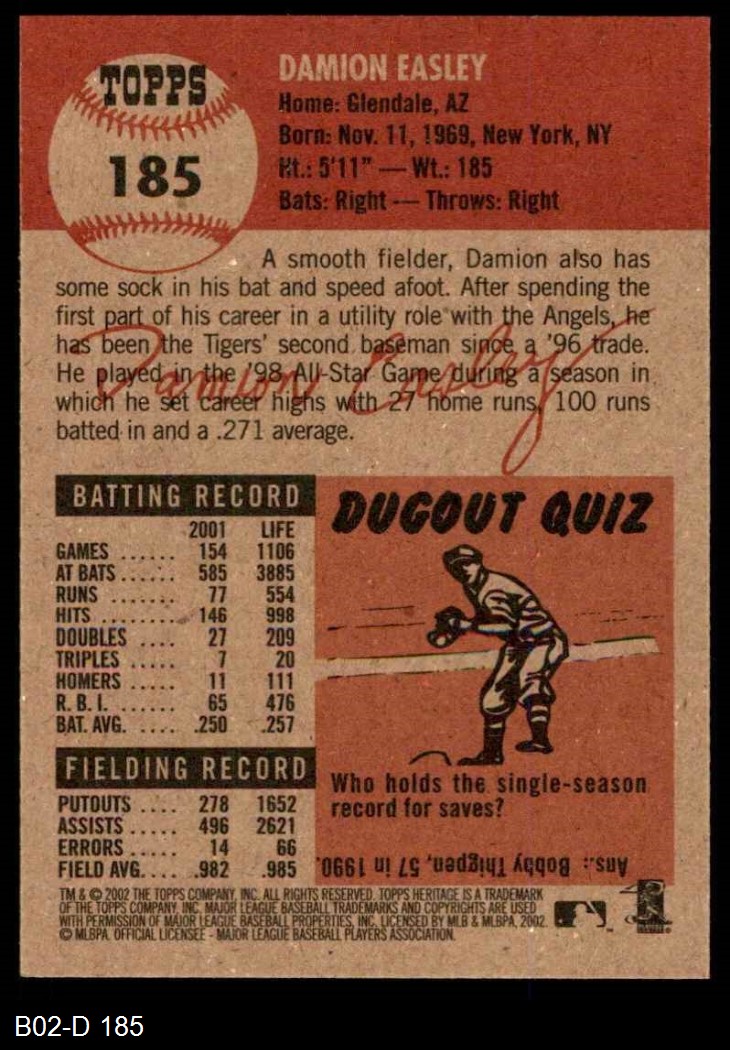 TOPPS
185
DAMION EASLEY
Home: Glendale, AZ
Born: Nov. 11, 1969, New York, NY
Ht.: 5'11" — Wt.: 185
Bats: Right — Throws: Right
A smooth fielder, Damion also has
some sock in his bat and speed afoot. After spending the
first part of his career in a utility role with the Angels, he
has been the Tigers' second baseman since a '96 trade.
He played in the '98 All-Star Game during a season in
which he set career highs with 27 home runs, 100 runs
batted in and a .271 average.
Damion Easley
BATTING RECORD
2001 LIFE
GAMES ...... 154 1106
AT BATS ...... 585 3885
RUNS ....... 77 554
HITS ........ 146 998
DOUBLES .... 27 209
TRIPLES ..... 7 20
HOMERS ..... 11 111
R. B. I. ...... 65 476
BAT. AVG. .... .250 .257
FIELDING RECORD
PUTOUTS .... 278 1652
ASSISTS ..... 496 2621
ERRORS ..... 14 66
FIELD AVG. ... .982 .985
DUGOUT QUIZ
Who holds the single-season
record for saves?
Ans.: Bobby Thigpen, 57 in 1990.
TM & © 2002 THE TOPPS COMPANY, INC. ALL RIGHTS RESERVED. TOPPS HERITAGE IS A TRADEMARK
OF THE TOPPS COMPANY, INC. MAJOR LEAGUE BASEBALL TRADEMARKS AND COPYRIGHTS ARE USED
WITH PERMISSION OF MAJOR LEAGUE BASEBALL PROPERTIES, INC. LICENSED BY MLB & MLBPA, 2002.
© MLBPA. OFFICIAL LICENSEE - MAJOR LEAGUE BASEBALL PLAYERS ASSOCIATION.
B02-D 185